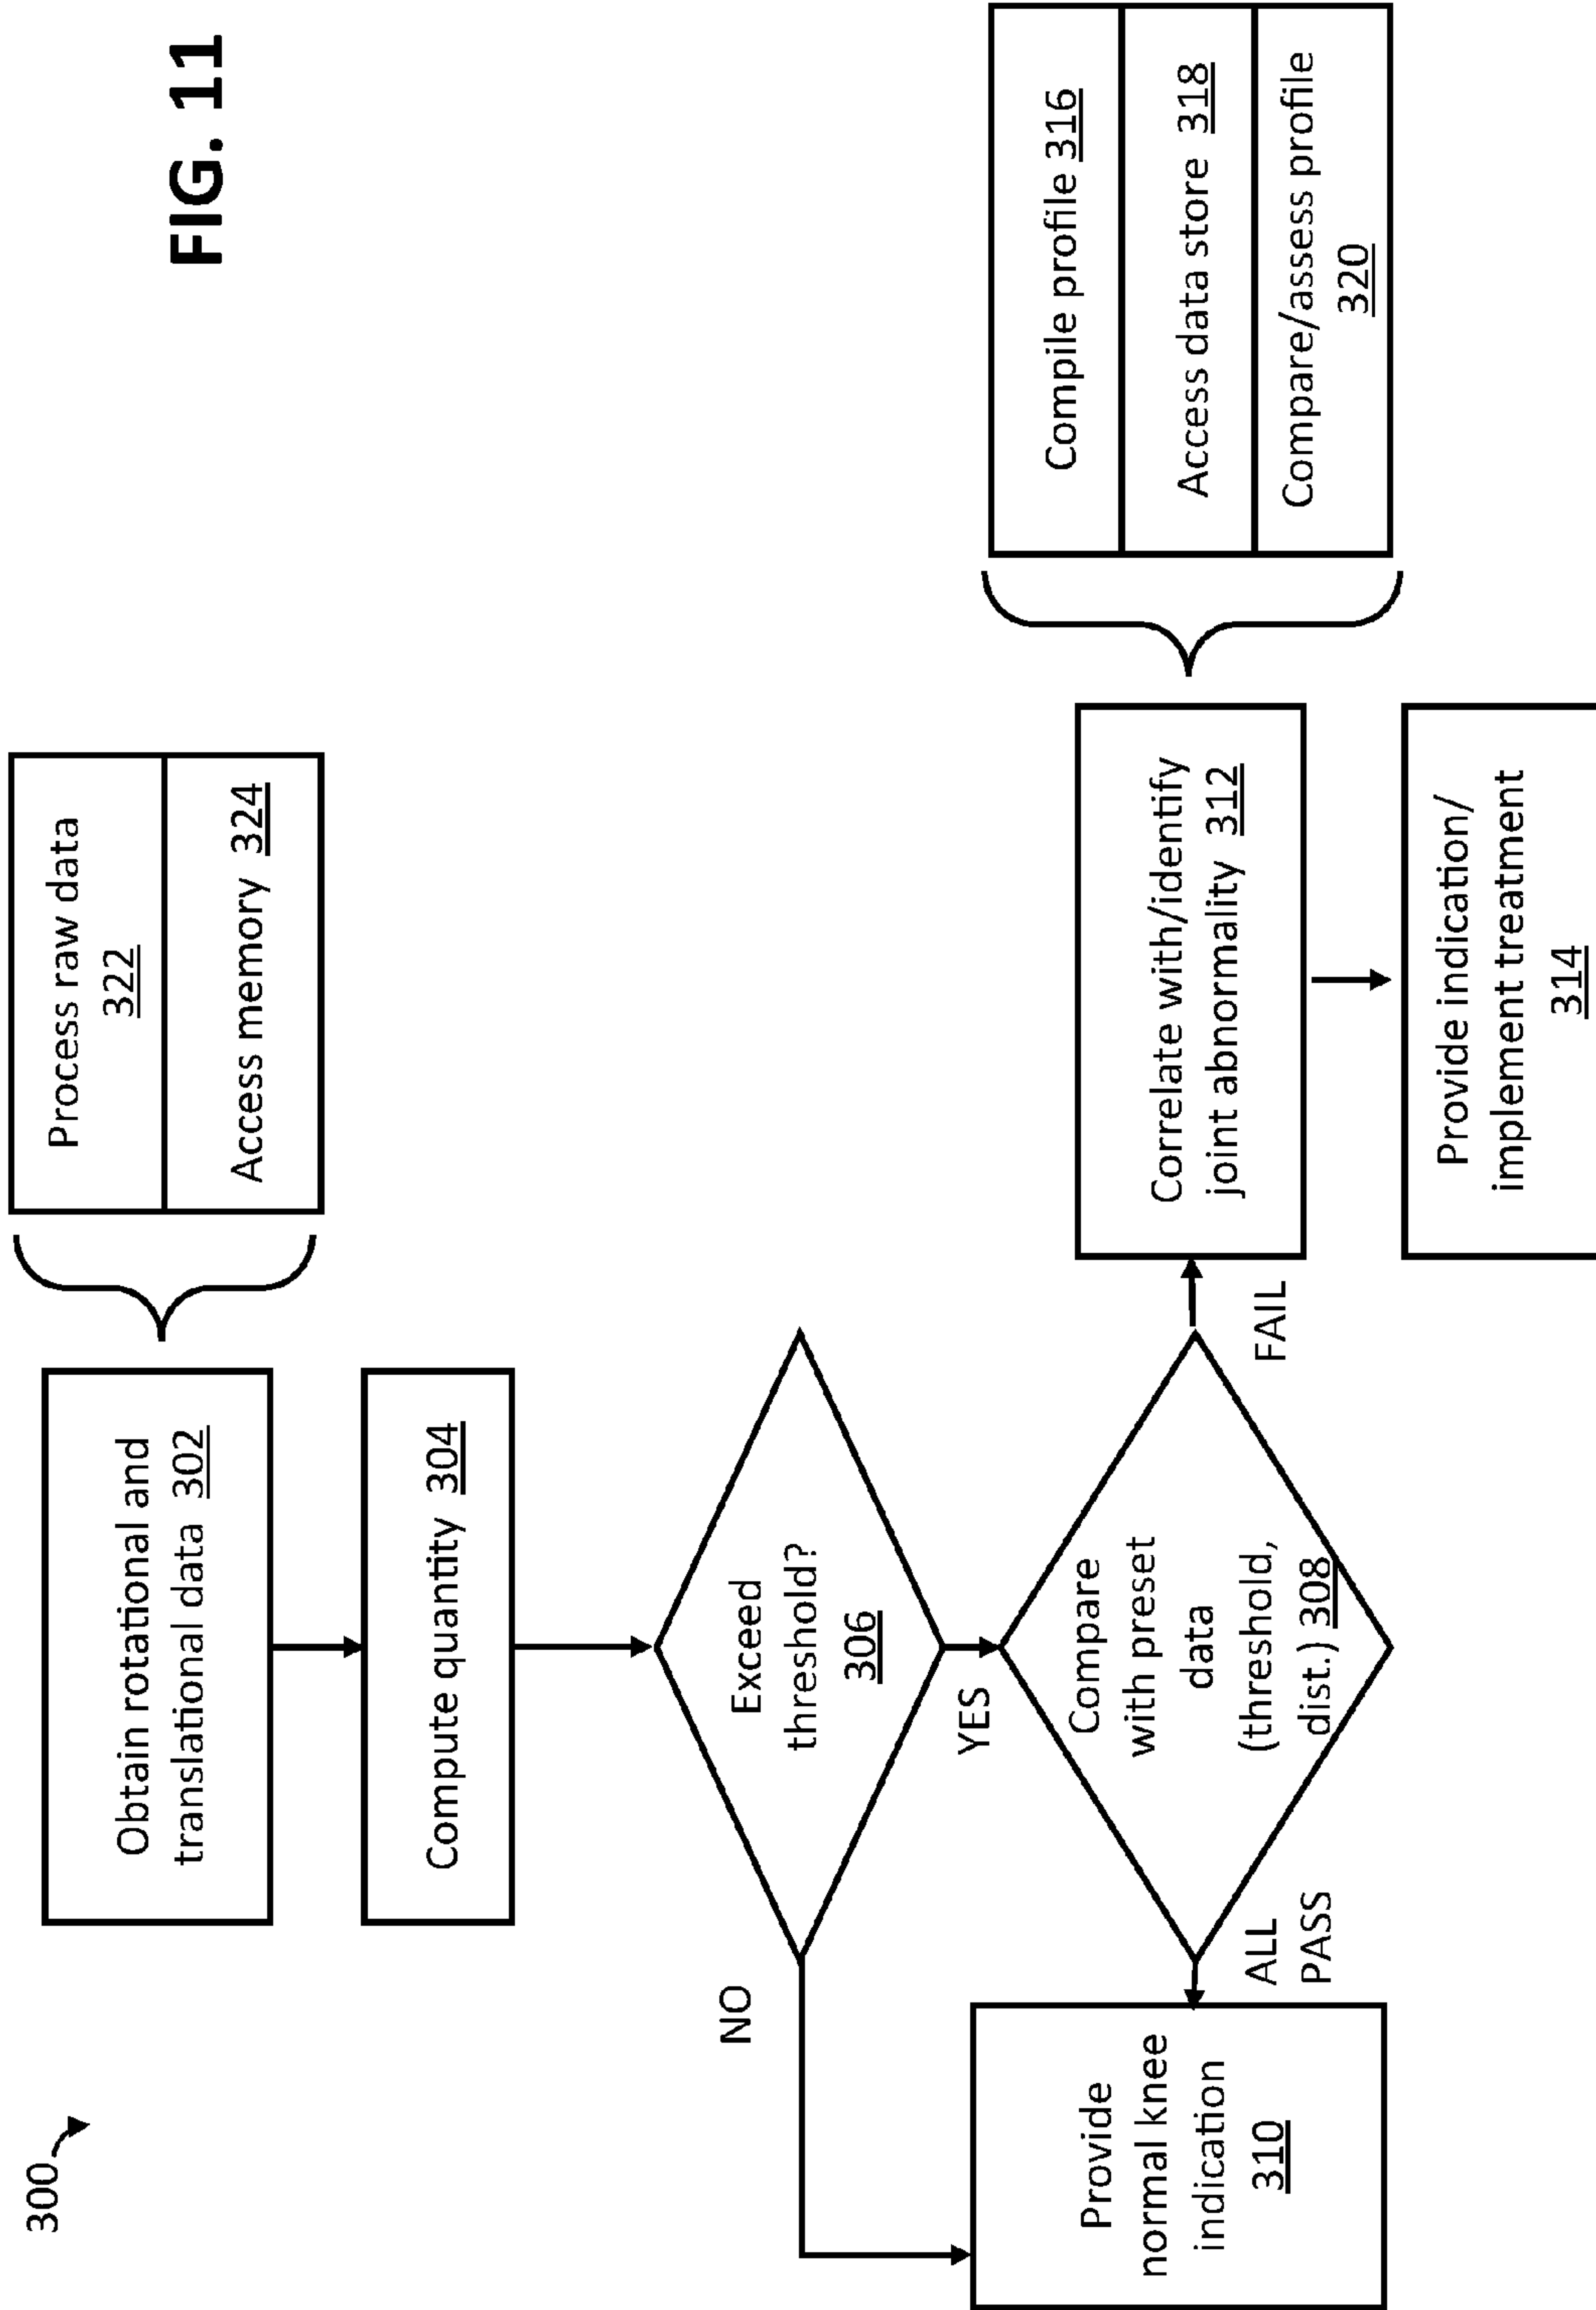 300
FIG. 11
Obtain rotational and
translational data 302
Process raw data
322
Access memory 324
Compute quantity 304
Exceed
threshold?
306
NO
YES
Compare
with preset
data
(threshold,
dist.) 308
ALL
PASS
FAIL
Provide
normal knee
indication
310
Correlate with/identify
joint abnormality 312
Compile profile 316
Access data store 318
Compare/assess profile
320
Provide indication/
implement treatment
314